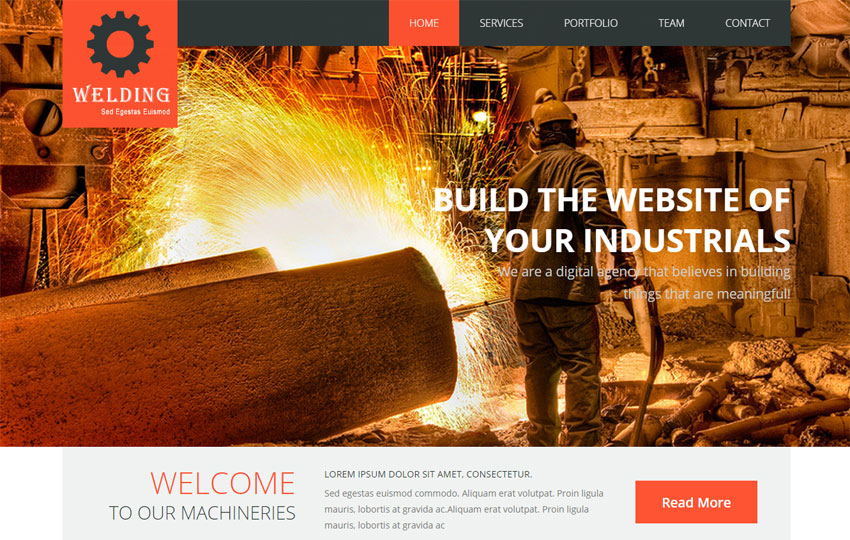 HOME SERVICES PORTFOLIO TEAM CONTACT
WELDING
Sed Egestas Euismod
BUILD THE WEBSITE OF
YOUR INDUSTRIALS
We are a digital agency that believes in building
things that are meaningful!
WELCOME
TO OUR MACHINERIES
LOREM IPSUM DOLOR SIT AMET, CONSECTETUR.
Sed egestas euismod commodo. Aliquam erat volutpat. Proin ligula
mauris, lobortis at gravida ac.Aliquam erat volutpat. Proin ligula
mauris, lobortis at gravida ac
Read More